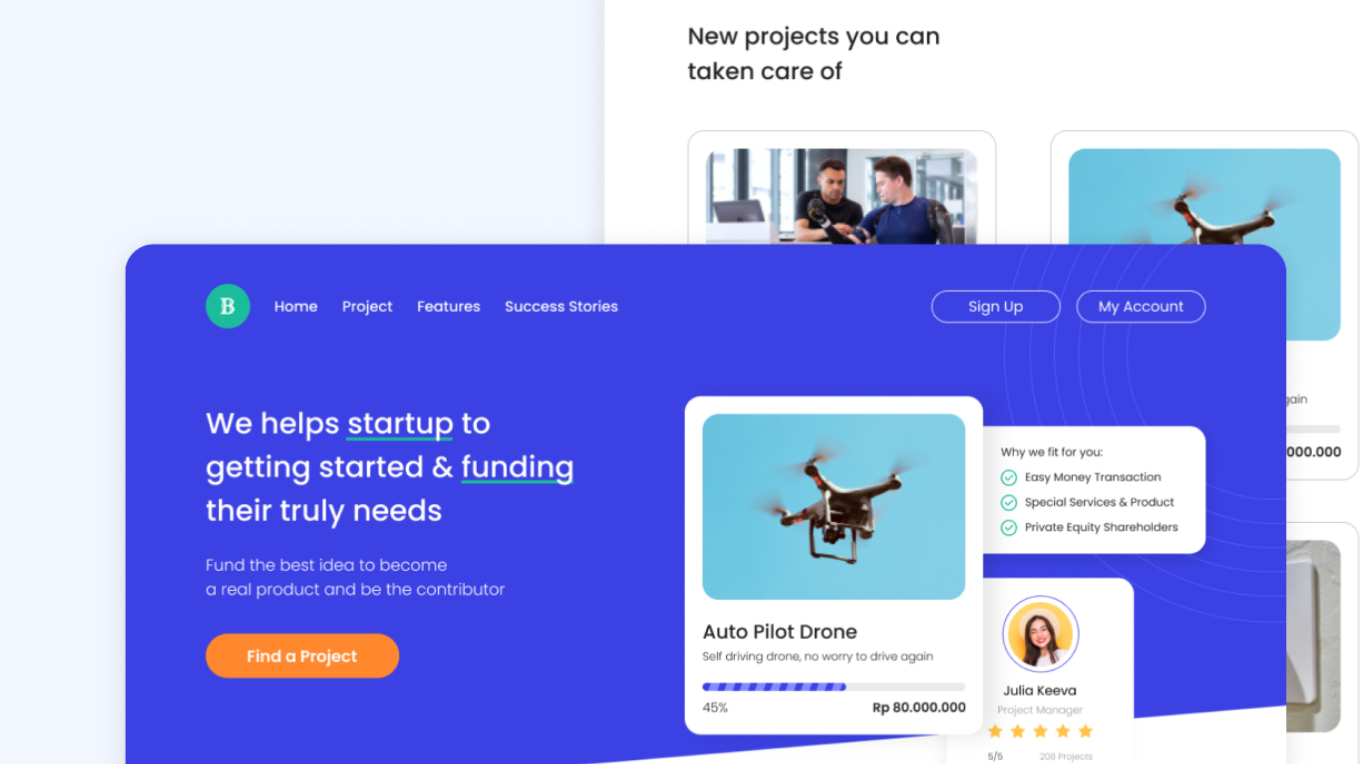 New projects you can
taken care of
B
Home
Project
Features
Success Stories
Sign Up
My Account
We helps startup to
getting started & funding
their truly needs
Fund the best idea to become
a real product and be the contributor
Find a Project
Auto Pilot Drone
Self driving drone, no worry to drive again
45%
Rp 80.000.000
Why we fit for you:
Easy Money Transaction
Special Services & Product
Private Equity Shareholders
Julia Keeva
Project Manager
5/5
208 Projects
000.000